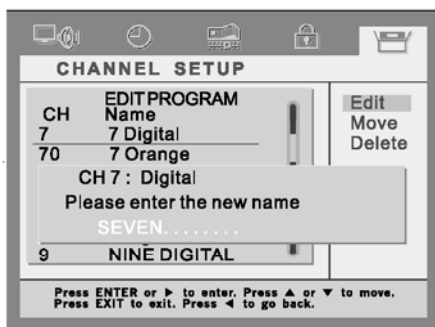 CHANNEL SETUP
EDIT PROGRAM
CH Name
7 7 Digital
70 7 Orange
CH 7 : Digital
Please enter the new name
SEVEN........
9 NINE DIGITAL
Edit
Move
Delete
Press ENTER or ▶ to enter. Press ▲ or ▼ to move.
Press EXIT to exit. Press ◀ to go back.